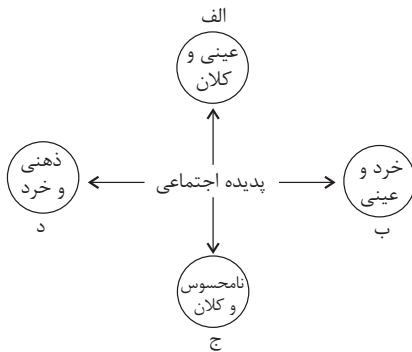 الف
عینی و
کلان
ذهنی
و خرد
د
پدیده اجتماعی
خرد و
عینی
ب
نامحسوس
و کلان
ج